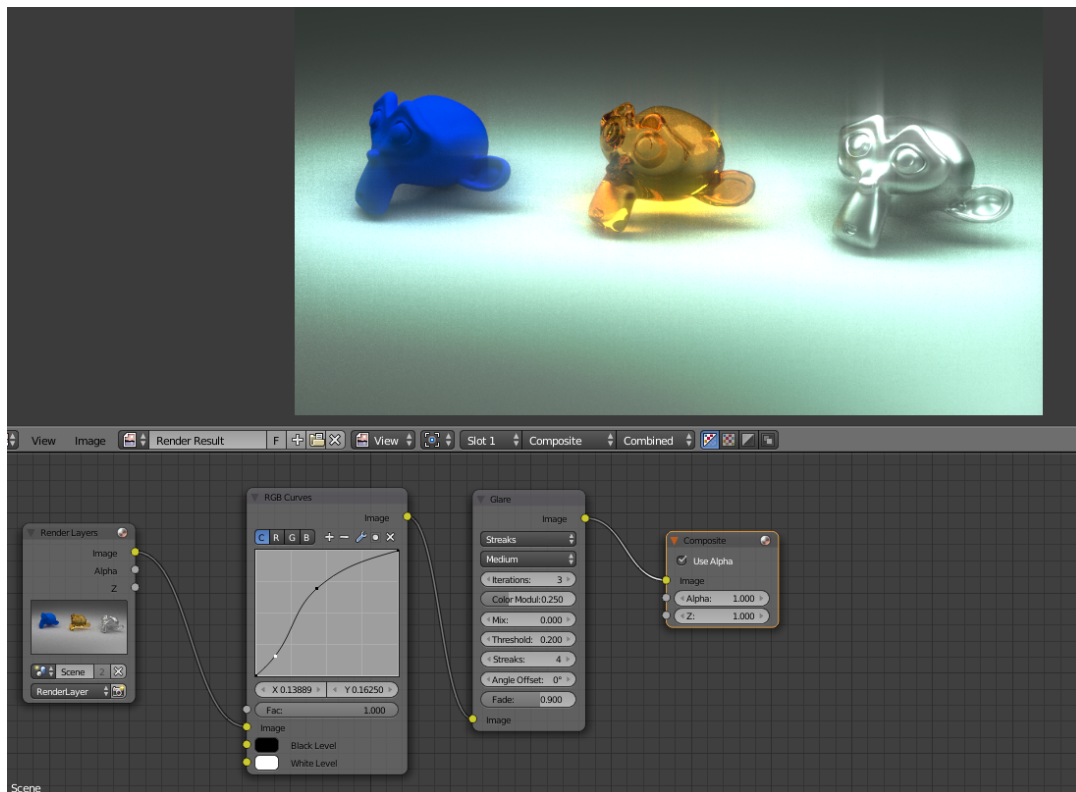 View Image Render Result F View Slot 1 Composite Combined
Render Layers
Image
Alpha
Z
Scene 2
RenderLayer
RGB Curves
Image
C R G B
X 0.13889 Y 0.16250
Fac: 1.000
Image
Black Level
White Level
Glare
Image
Streaks
Medium
Iterations: 3
Color Modul:0.250
Mix: 0.000
Threshold: 0.200
Streaks: 4
Angle Offset: 0°
Fade: 0.900
Image
Composite
Use Alpha
Image
Alpha: 1.000
Z: 1.000
Scene